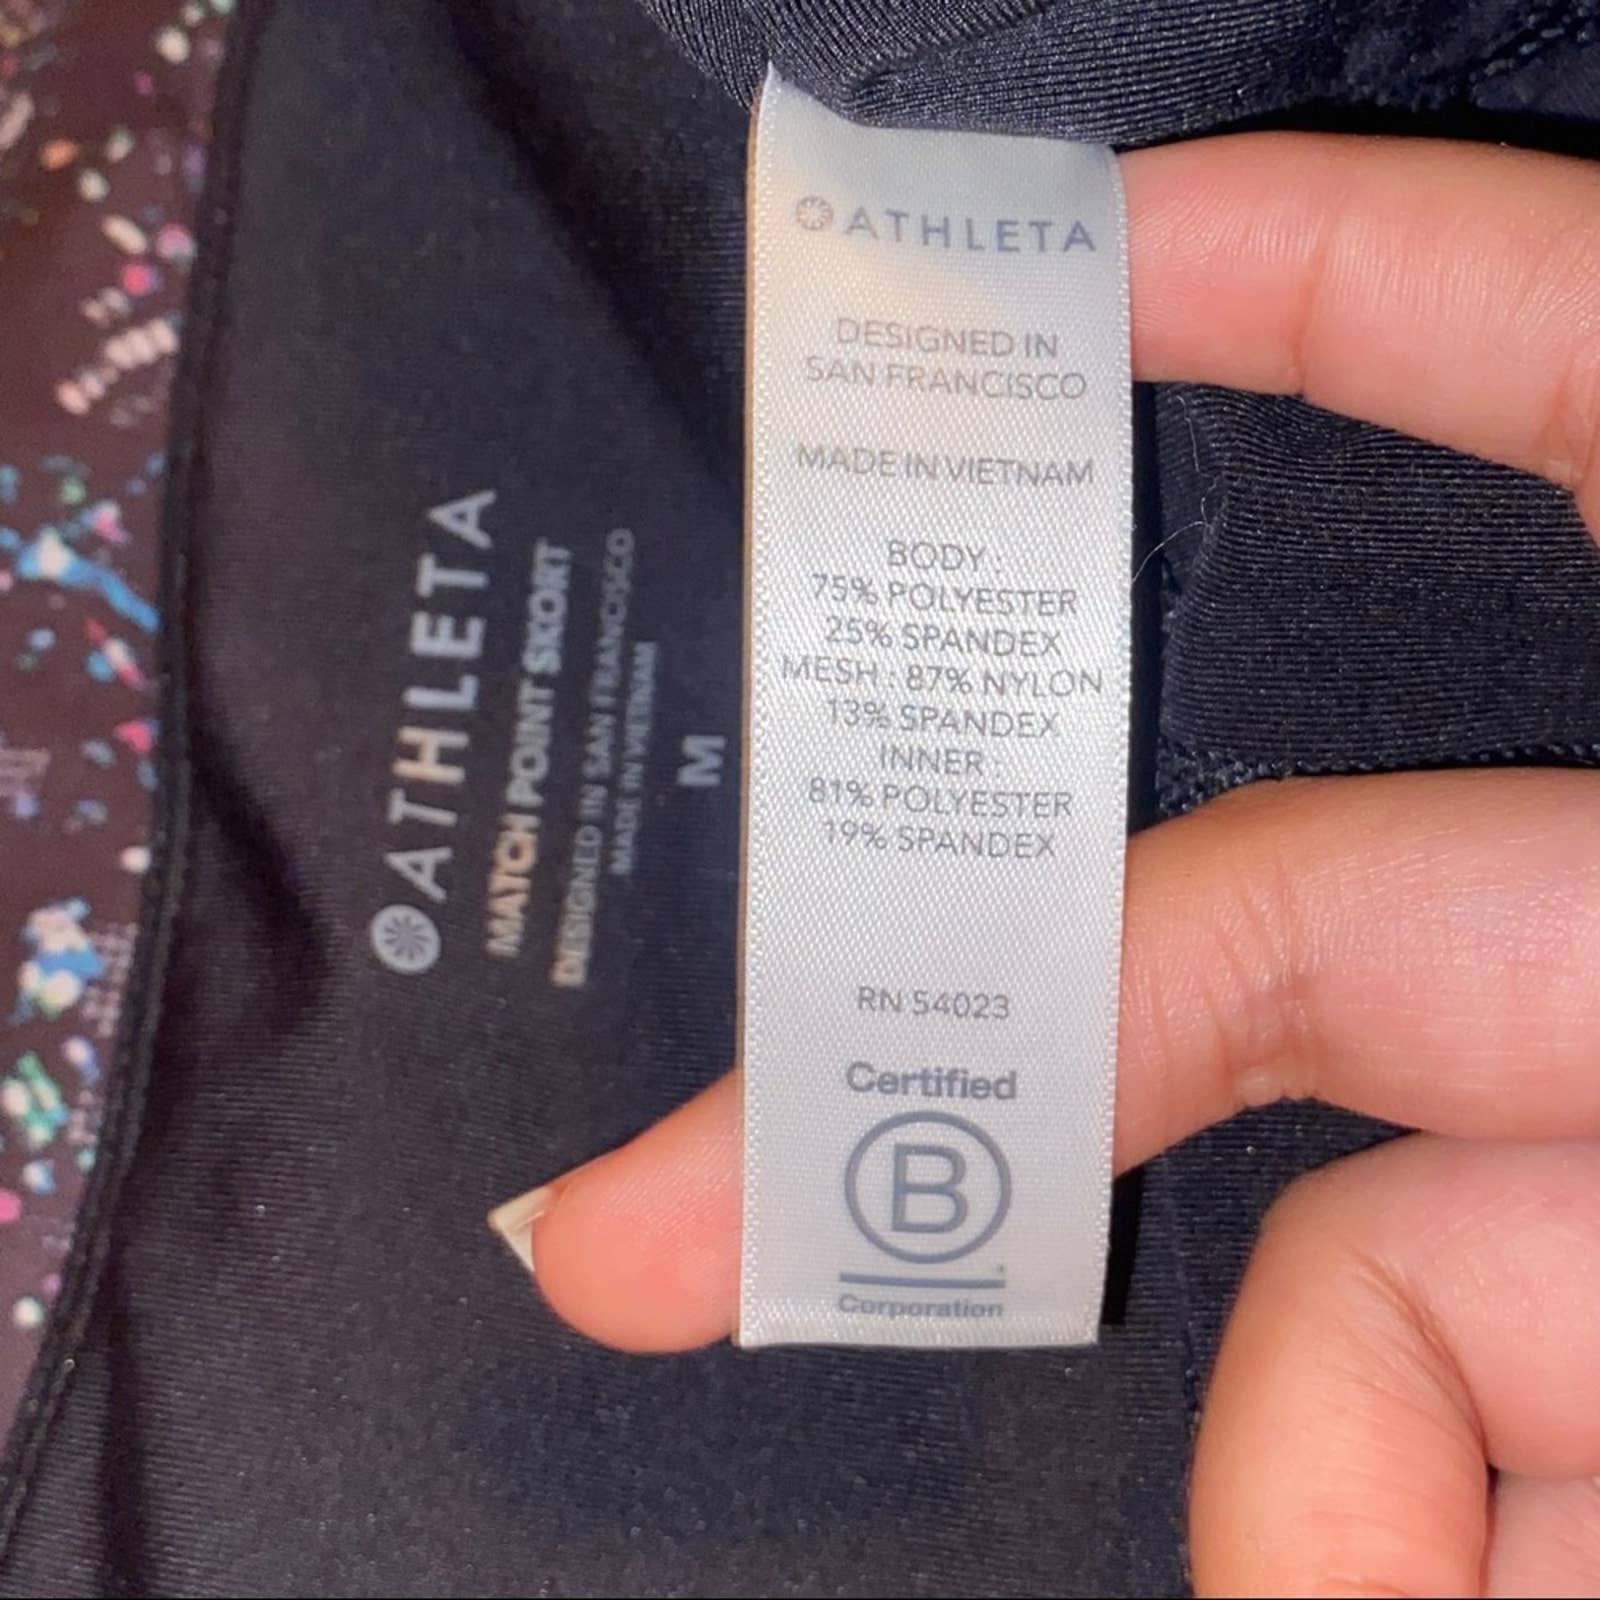 ATHLETA
MATCH POINT SKORT
DESIGNED IN SAN FRANCISCO
MADE IN VIETNAM
M
ATHLETA
DESIGNED IN
SAN FRANCISCO
MADE IN VIETNAM
BODY :
75% POLYESTER
25% SPANDEX
MESH : 87% NYLON
13% SPANDEX
INNER :
81% POLYESTER
19% SPANDEX
RN 54023
Certified
B
Corporation